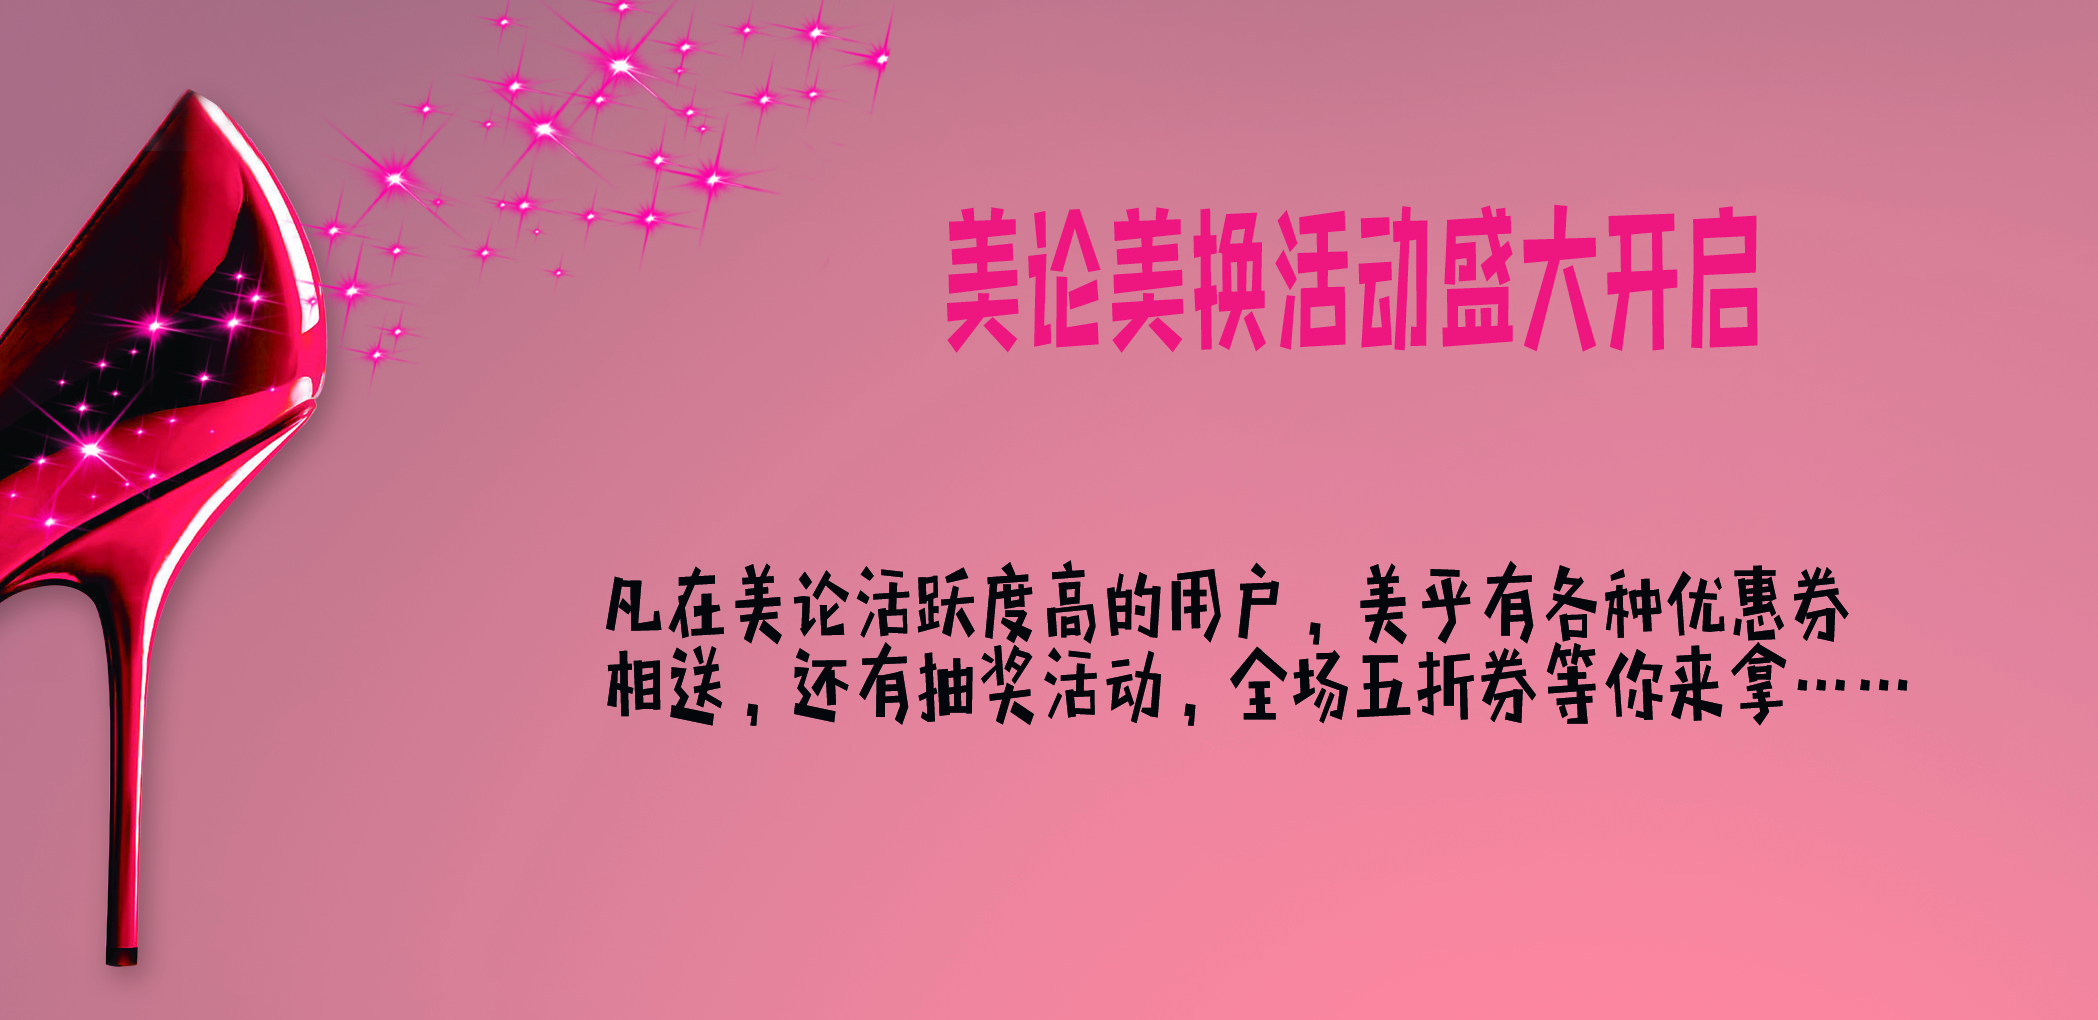 美论美换活动盛大开启
凡在美论活跃度高的用户，美乎有各种优惠券
相送，还有抽奖活动，全场五折券等你来拿……